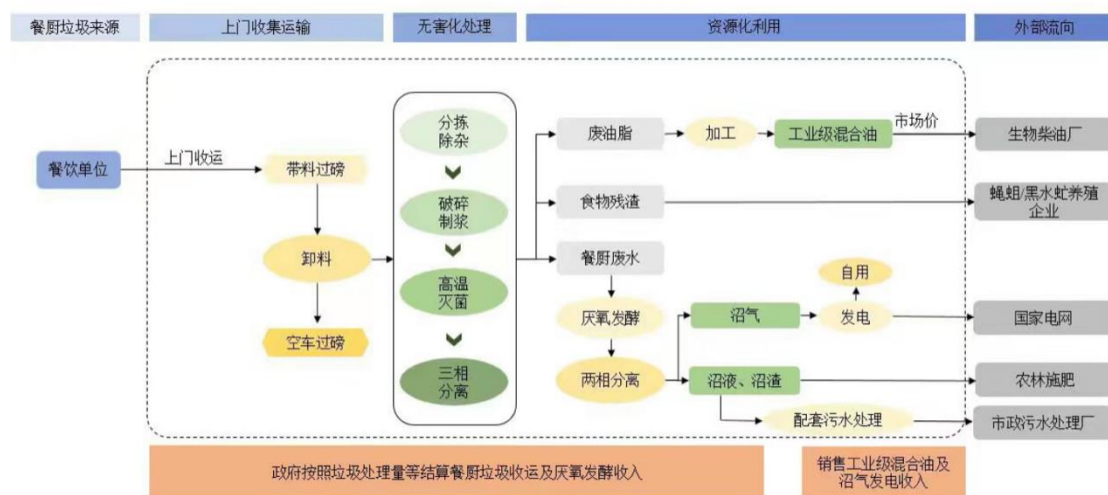 餐厨垃圾来源
上门收集运输
无害化处理
资源化利用
外部流向
餐饮单位
上门收运
带料过磅
卸料
空车过磅
分拣
除杂
破碎
制浆
高温
灭菌
三相
分离
废油脂
加工
工业级混合油
市场价
生物柴油厂
食物残渣
蝇蛆/黑水虻养殖
企业
餐厨废水
厌氧发酵
两相分离
沼气
发电
自用
国家电网
沼液、沼渣
农林施肥
配套污水处理
市政污水处理厂
政府按照垃圾处理量等结算餐厨垃圾收运及厌氧发酵收入
销售工业级混合油及
沼气发电收入